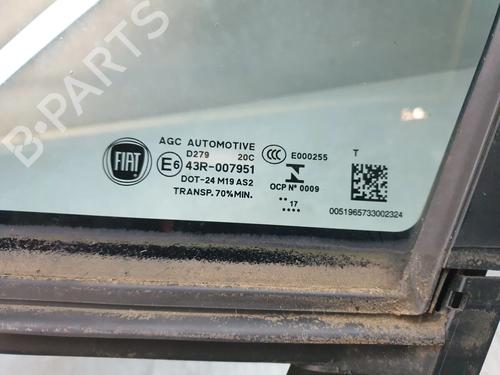 B-PARTS
FIAT
AGC AUTOMOTIVE
D279 20C
E6 43R-007951
DOT-24 M19 AS2
TRANSP. 70%MIN.
CCC E000255
OCP Nº 0009
17
T
0051965733002324